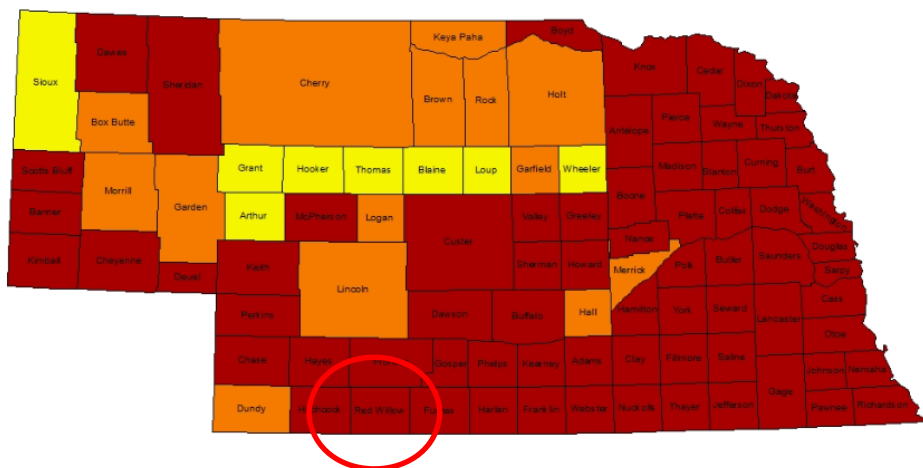 Keya Paha
Boyd
Dawes
Knox
Cedar
Dixon
Dakota
Sioux
Sheridan
Cherry
Brown
Rock
Holt
Box Butte
Antelope
Pierce
Wayne
Thurston
Scotts Bluff
Grant
Hooker
Thomas
Blaine
Loup
Garfield
Wheeler
Madison
Stanton
Cuming
Burt
Morrill
Garden
Arthur
McPherson
Logan
Boone
Banner
Custer
Valley
Greeley
Platte
Colfax
Dodge
Washington
Kimball
Cheyenne
Deuel
Keith
Lincoln
Sherman
Howard
Nance
Merrick
Polk
Butler
Saunders
Douglas
Sarpy
Perkins
Dawson
Buffalo
Hall
Hamilton
York
Seward
Lancaster
Cass
Otoe
Chase
Hayes
Gosper
Phelps
Kearney
Adams
Clay
Fillmore
Saline
Johnson
Nemaha
Dundy
Hitchcock
Red Willow
Furnas
Harlan
Franklin
Webster
Nuckolls
Thayer
Jefferson
Gage
Pawnee
Richardson